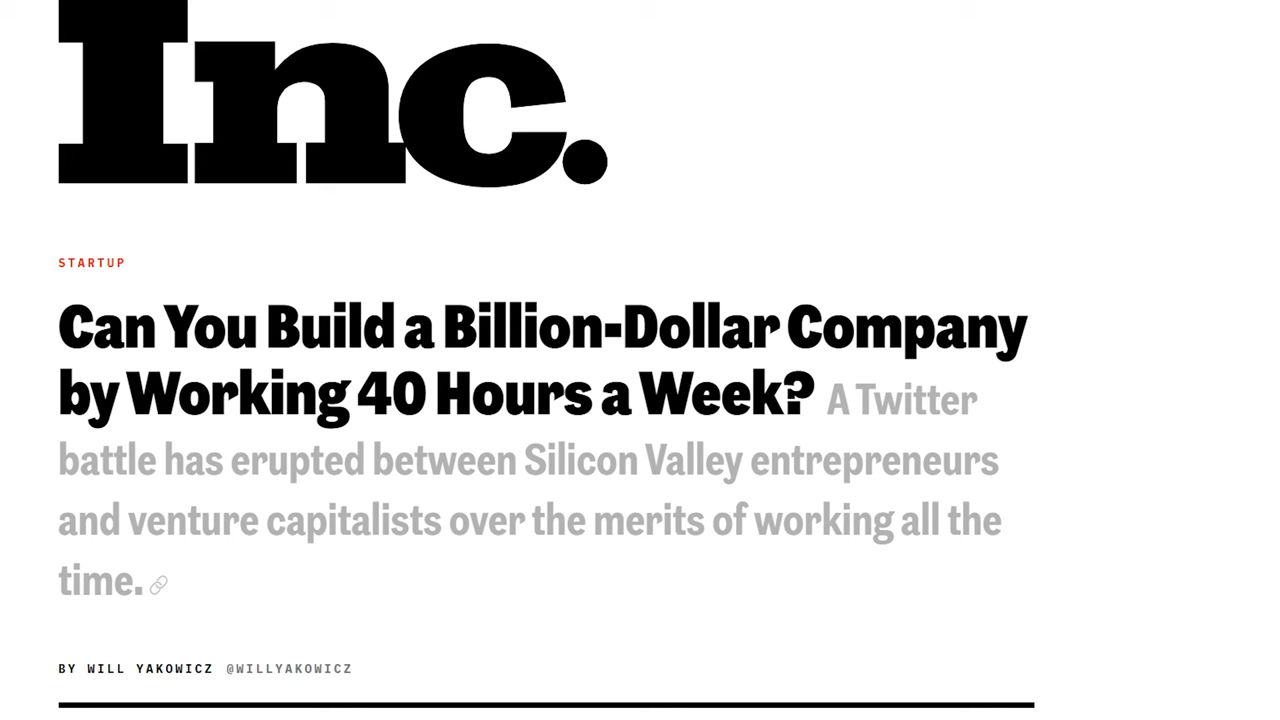 Inc.
STARTUP
Can You Build a Billion-Dollar Company
by Working 40 Hours a Week? A Twitter
battle has erupted between Silicon Valley entrepreneurs
and venture capitalists over the merits of working all the
time.
BY WILL YAKOWICZ @WILLYAKOWICZ